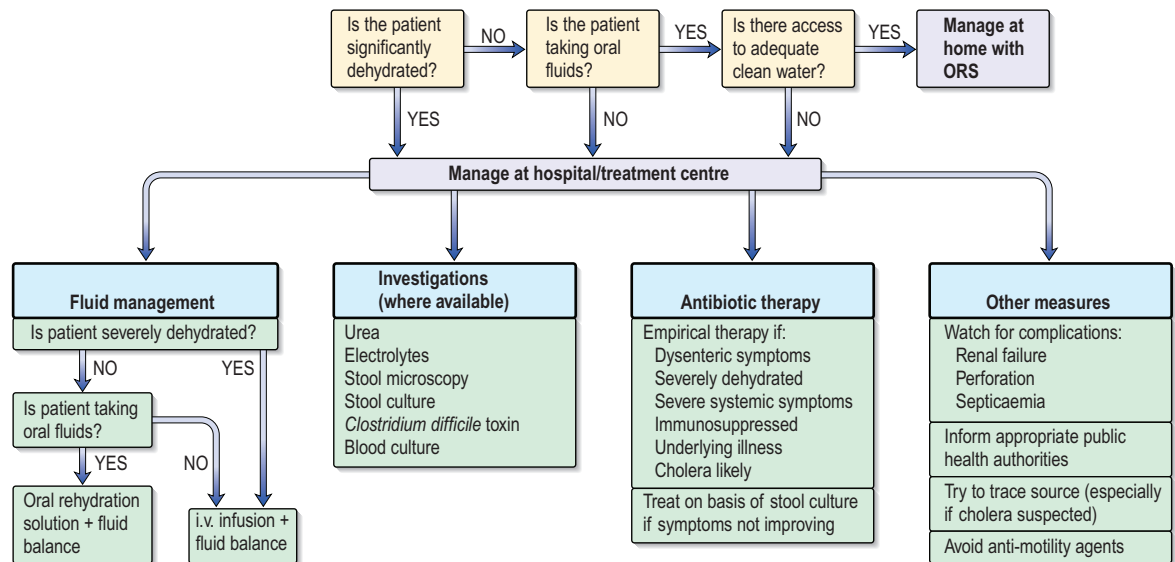 Is the patient
significantly
dehydrated?
NO
Is the patient
taking oral
fluids?
YES
Is there access
to adequate
clean water?
YES
Manage at
home with
ORS
YES
NO
NO
Manage at hospital/treatment centre
Fluid management
Is patient severely dehydrated?
NO
YES
Is patient taking
oral fluids?
YES
NO
Oral rehydration
solution + fluid
balance
i.v. infusion +
fluid balance
Investigations
(where available)
Urea
Electrolytes
Stool microscopy
Stool culture
Clostridium difficile toxin
Blood culture
Antibiotic therapy
Empirical therapy if:
Dysenteric symptoms
Severely dehydrated
Severe systemic symptoms
Immunosuppressed
Underlying illness
Cholera likely
Treat on basis of stool culture
if symptoms not improving
Other measures
Watch for complications:
Renal failure
Perforation
Septicaemia
Inform appropriate public
health authorities
Try to trace source (especially
if cholera suspected)
Avoid anti-motility agents